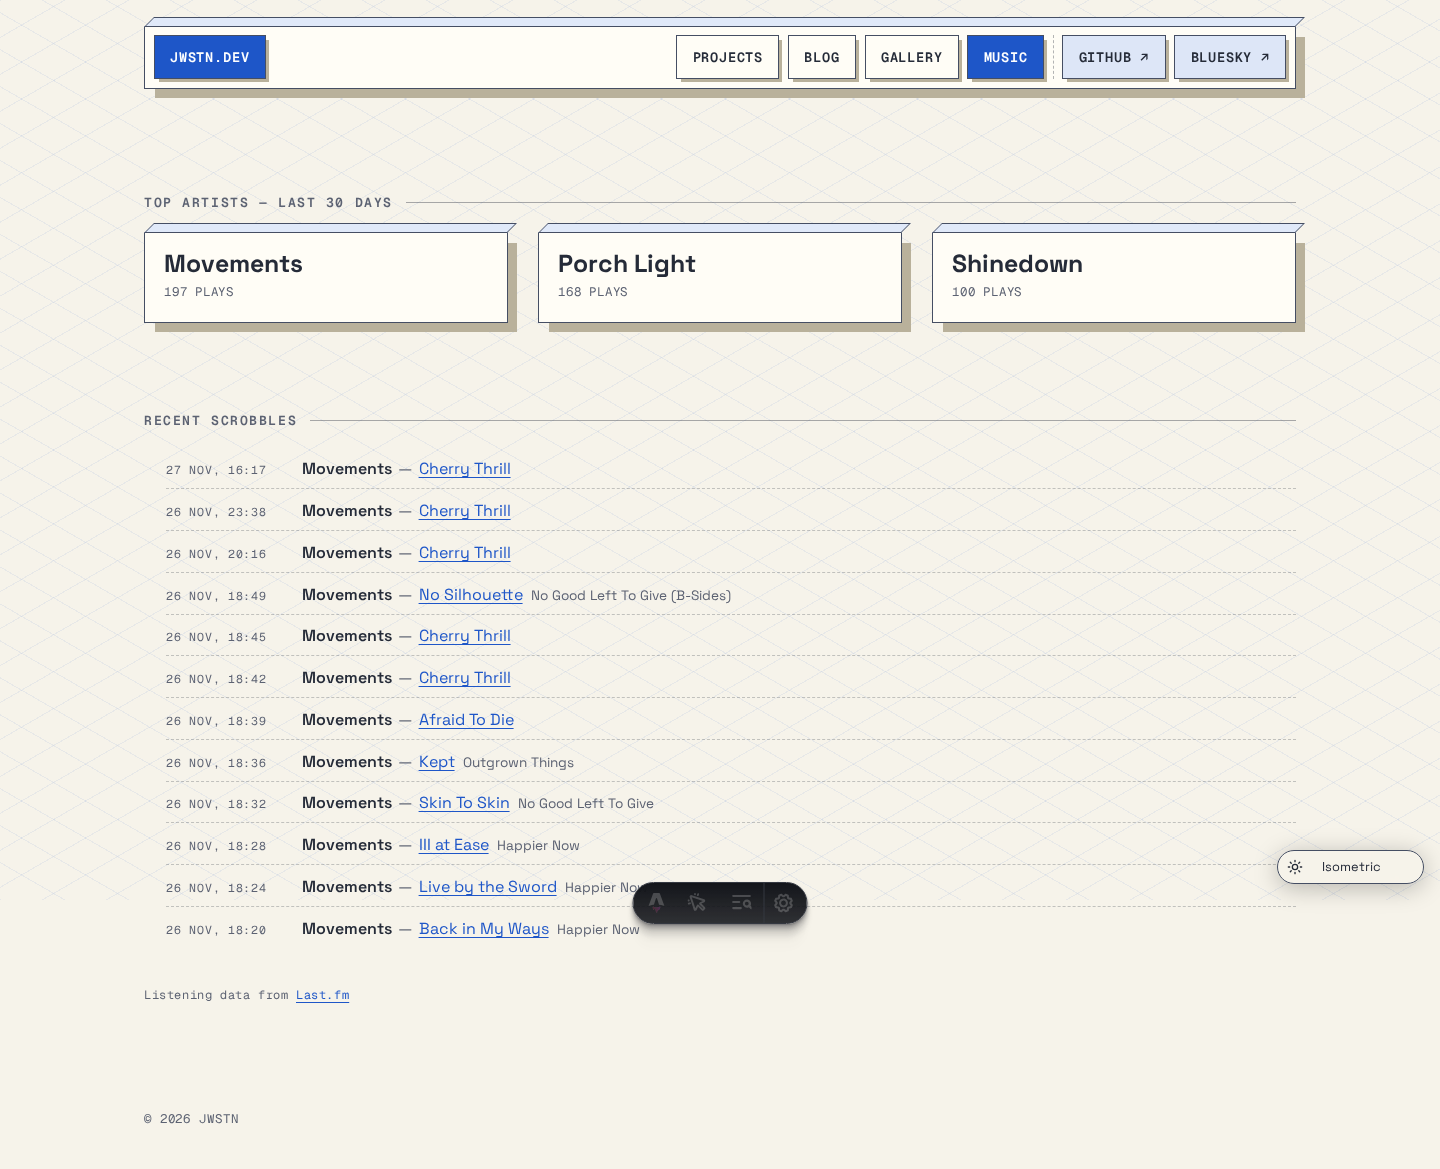 JWSTN.DEV PROJECTS BLOG GALLERY MUSIC GITHUB ↗ BLUESKY ↗
TOP ARTISTS — LAST 30 DAYS
Movements
197 PLAYS
Porch Light
168 PLAYS
Shinedown
100 PLAYS
RECENT SCROBBLES
27 NOV, 16:17 Movements — Cherry Thrill
26 NOV, 23:38 Movements — Cherry Thrill
26 NOV, 20:16 Movements — Cherry Thrill
26 NOV, 18:49 Movements — No Silhouette No Good Left To Give (B-Sides)
26 NOV, 18:45 Movements — Cherry Thrill
26 NOV, 18:42 Movements — Cherry Thrill
26 NOV, 18:39 Movements — Afraid To Die
26 NOV, 18:36 Movements — Kept Outgrown Things
26 NOV, 18:32 Movements — Skin To Skin No Good Left To Give
26 NOV, 18:28 Movements — Ill at Ease Happier Now
Isometric
26 NOV, 18:24 Movements — Live by the Sword Happier Now
26 NOV, 18:20 Movements — Back in My Ways Happier Now
Listening data from Last.fm
© 2026 JWSTN